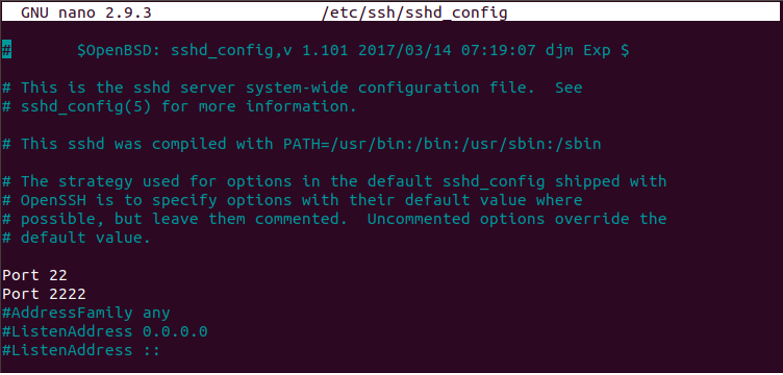 GNU nano 2.9.3 /etc/ssh/sshd_config
# $OpenBSD: sshd_config,v 1.101 2017/03/14 07:19:07 djm Exp $
# This is the sshd server system-wide configuration file.  See
# sshd_config(5) for more information.
# This sshd was compiled with PATH=/usr/bin:/bin:/usr/sbin:/sbin
# The strategy used for options in the default sshd_config shipped with
# OpenSSH is to specify options with their default value where
# possible, but leave them commented.  Uncommented options override the
# default value.
Port 22
Port 2222
#AddressFamily any
#ListenAddress 0.0.0.0
#ListenAddress ::